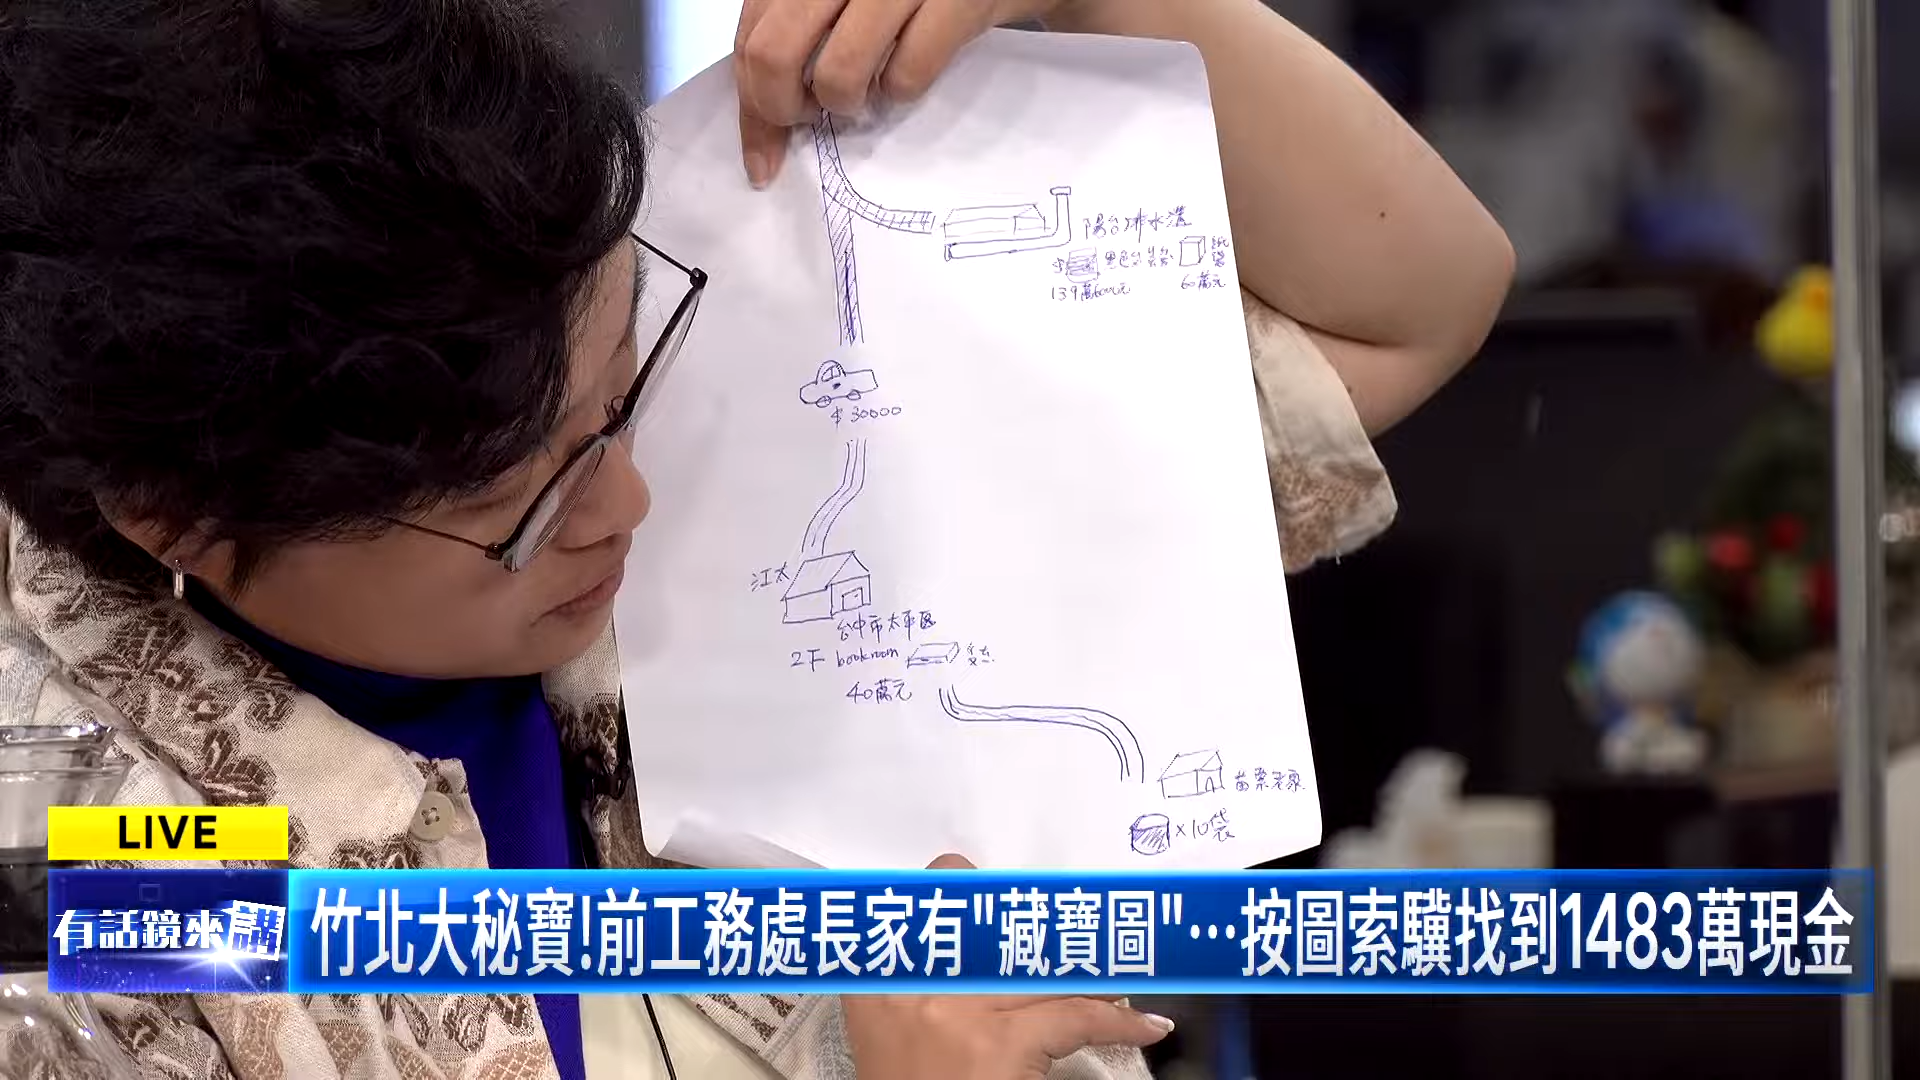 陽台排水溝
$ 黑色包裝袋 紙袋
139萬6000元 60萬元
$ 30000
江太
台中市太平區
2F bookroom
40萬元
苗栗老家
×10袋
LIVE
有話鏡來講
竹北大秘寶!前工務處長家有"藏寶圖"…按圖索驥找到1483萬現金